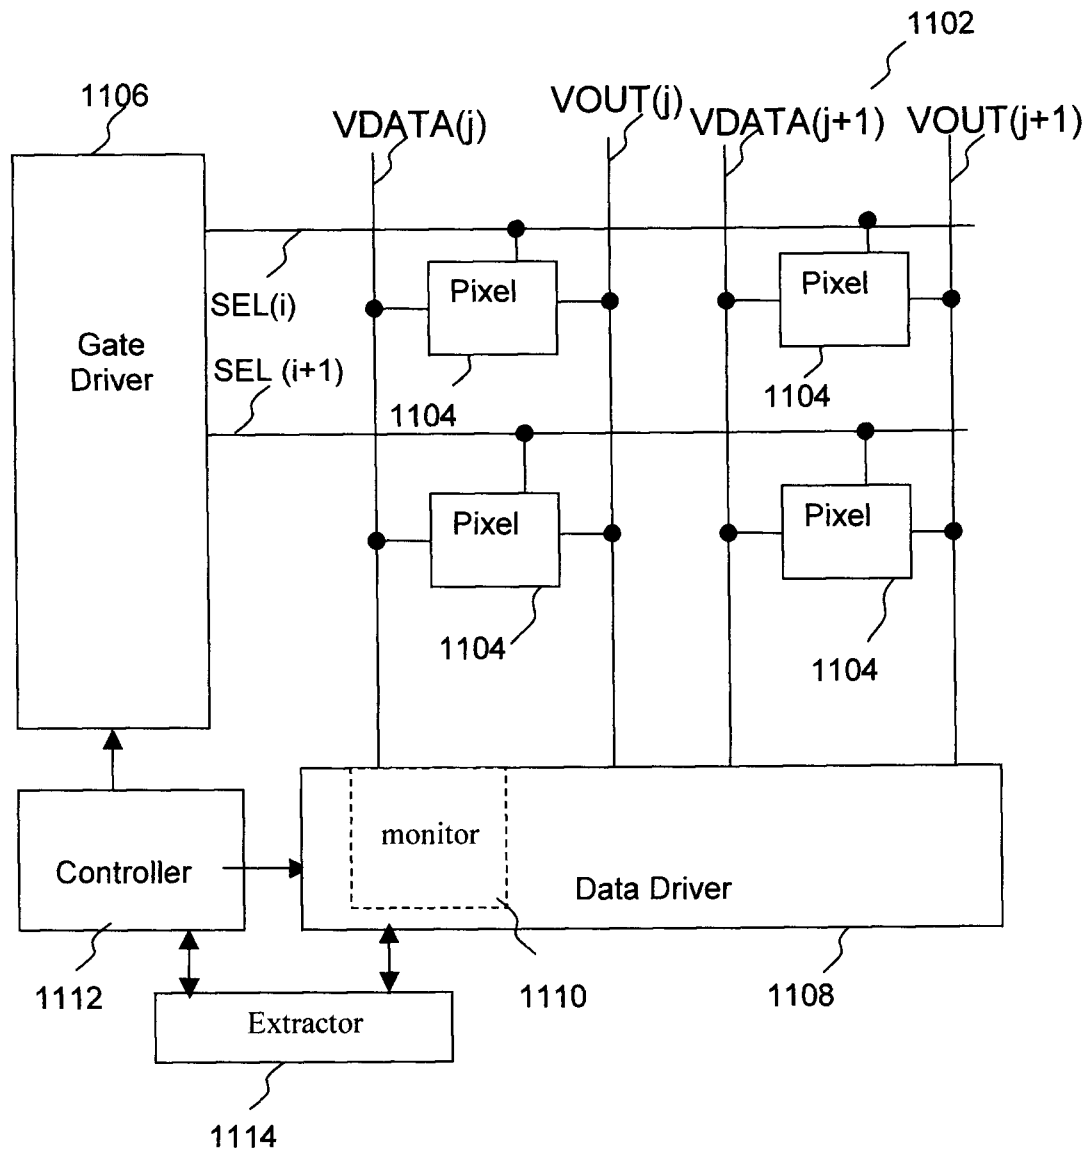 1102
1106
VDATA(j)
VOUT(j)
VDATA(j+1)
VOUT(j+1)
Pixel
Pixel
SEL(i)
Gate
Driver
SEL (i+1)
1104
1104
Pixel
Pixel
1104
1104
monitor
Controller
Data Driver
1112
1110
1108
Extractor
1114